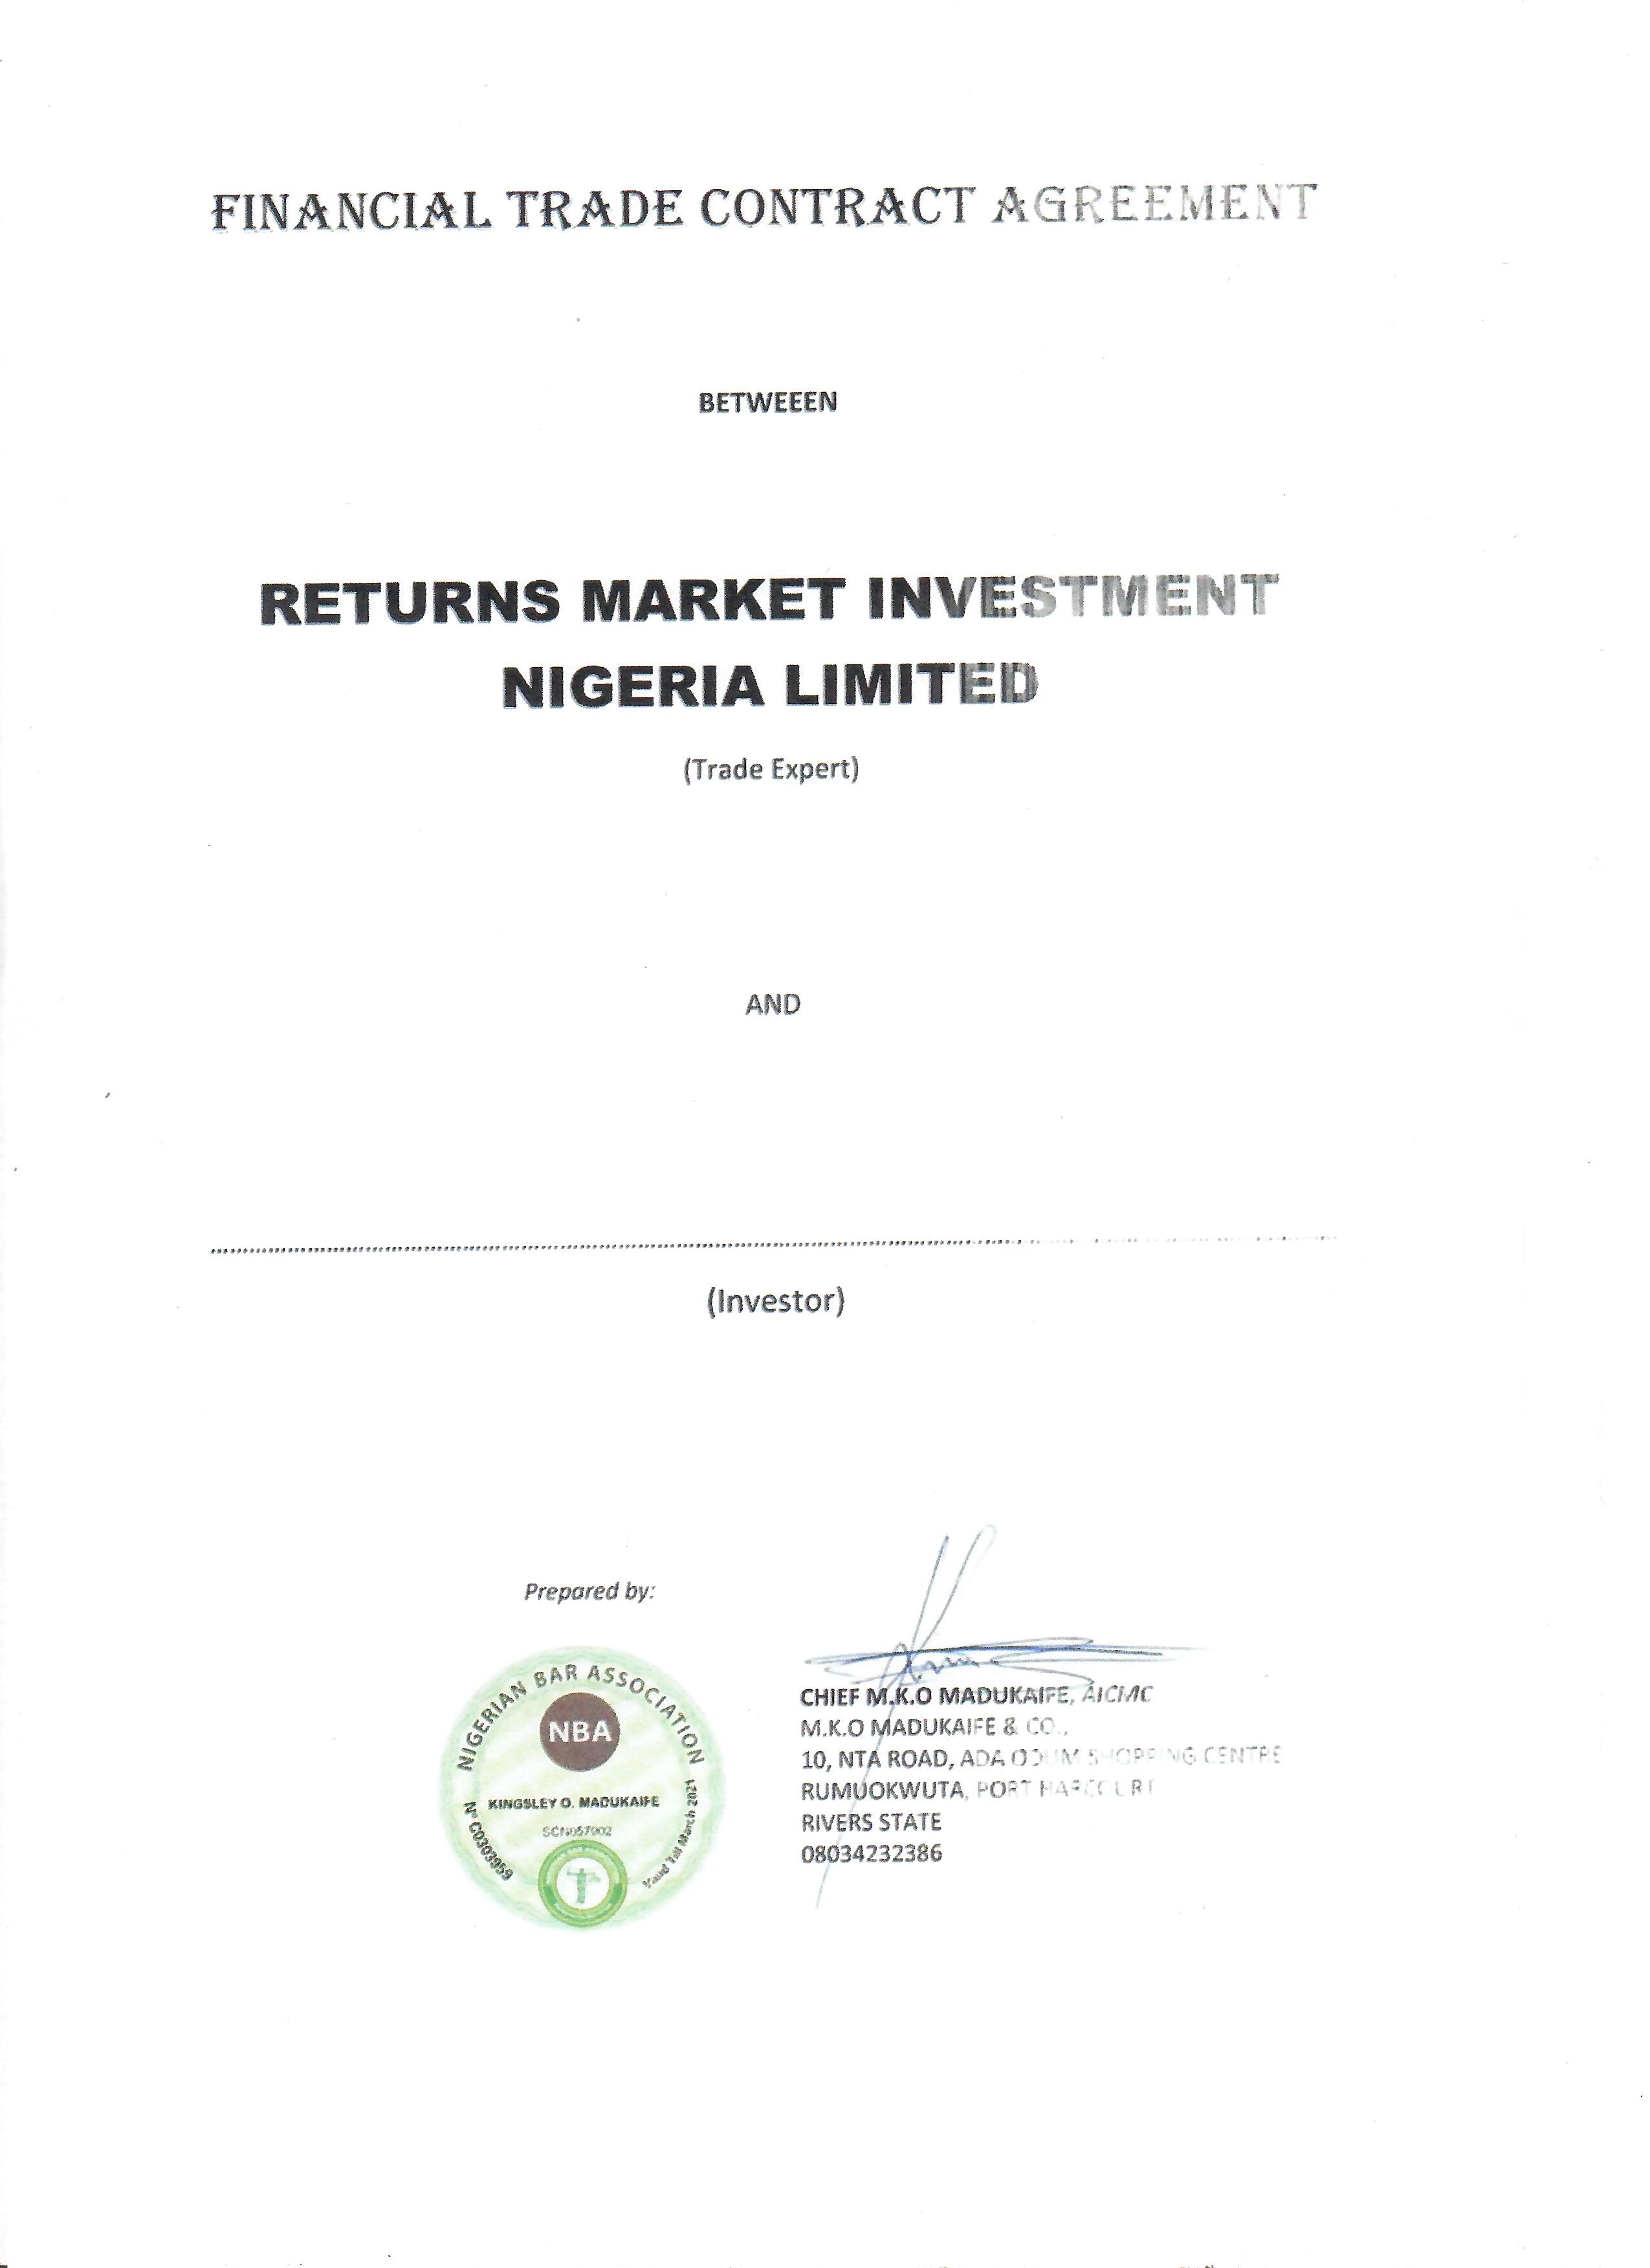 FINANCIAL TRADE CONTRACT AGREEMENT
BETWEEEN
RETURNS MARKET INVESTMENT
NIGERIA LIMITED
(Trade Expert)
AND
(Investor)
Prepared by:
NIGERIAN BAR ASSOCIATION
NBA
KINGSLEY O. MADUKAIFE
SCN057002
N° C0303959
Valid Till March 2021
CHIEF M.K.O MADUKAIFE, AICMC
M.K.O MADUKAIFE & CO.,
10, NTA ROAD, ADA ODUM SHOPPING CENTRE
RUMUOKWUTA, PORT HARCOURT
RIVERS STATE
08034232386